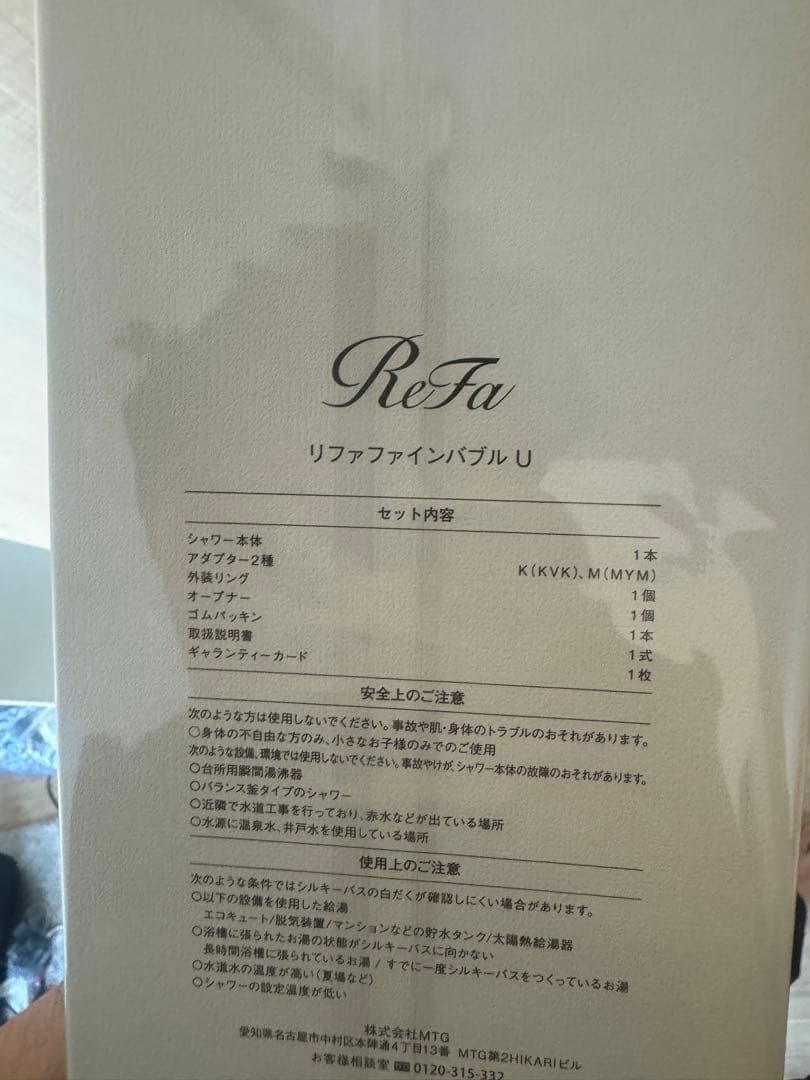 ReFa
リファファインバブル U
セット内容
シャワー本体 1本
アダプター2種 K(KVK)、M(MYM)
外装リング 1個
オープナー 1個
ゴムパッキン 1本
取扱説明書 1式
ギャランティーカード 1枚
安全上のご注意
次のような方は使用しないでください。事故や肌・身体のトラブルのおそれがあります。
○身体の不自由な方のみ、小さなお子様のみでのご使用
次のような設備、環境では使用しないでください。事故やけが、シャワー本体の故障のおそれがあります。
○台所用瞬間湯沸器
○バランス釜タイプのシャワー
○近隣で水道工事を行っており、赤水などが出ている場所
○水源に温泉水、井戸水を使用している場所
使用上のご注意
次のような条件ではシルキーバスの白だくが確認しにくい場合があります。
○以下の設備を使用した給湯
エコキュート/脱気装置/マンションなどの貯水タンク/太陽熱給湯器
○浴槽に張られたお湯の状態がシルキーバスに向かない
長時間浴槽に張られているお湯 / すでに一度シルキーバスをつくっているお湯
○水道水の温度が高い(夏場など)
○シャワーの設定温度が低い
株式会社MTG
愛知県名古屋市中村区本陣通4丁目13番 MTG第2HIKARIビル
お客様相談室 0120-315-332